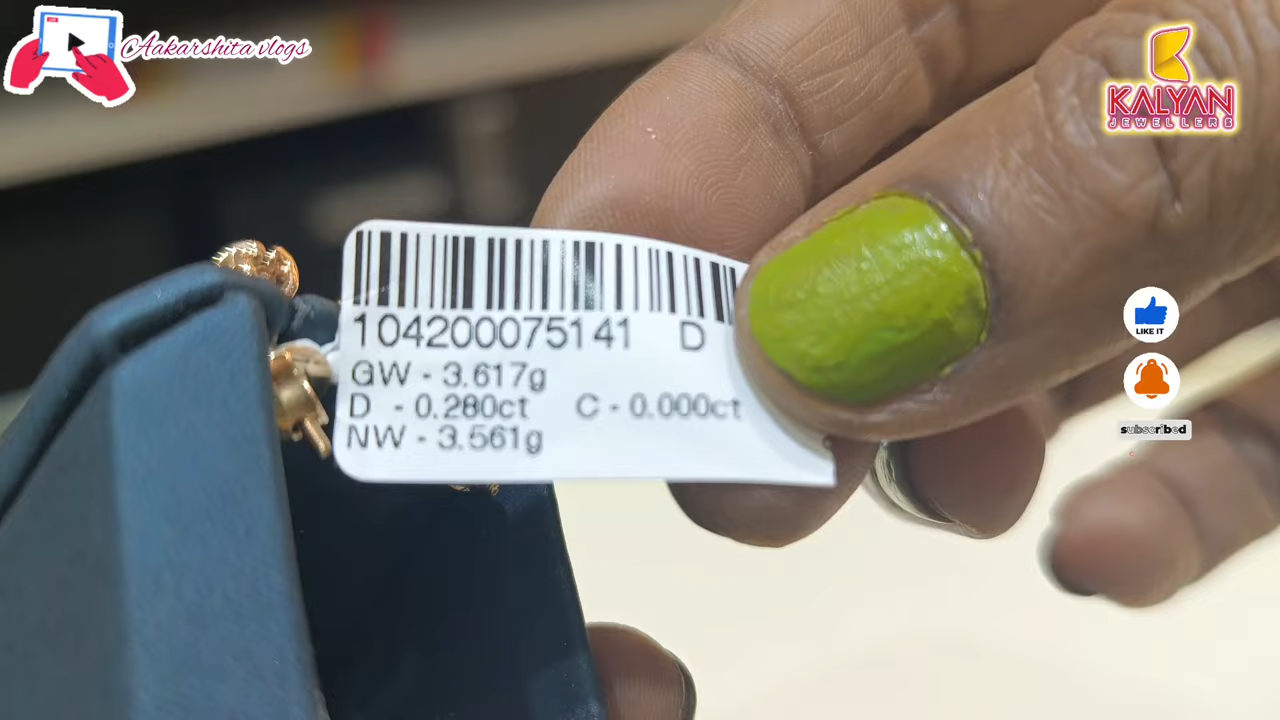 Aakarshita vlogs
KALYAN
JEWELLERS
104200075141 D
GW - 3.617g
D - 0.280ct C - 0.000ct
NW - 3.561g
LIKE IT
subscribed